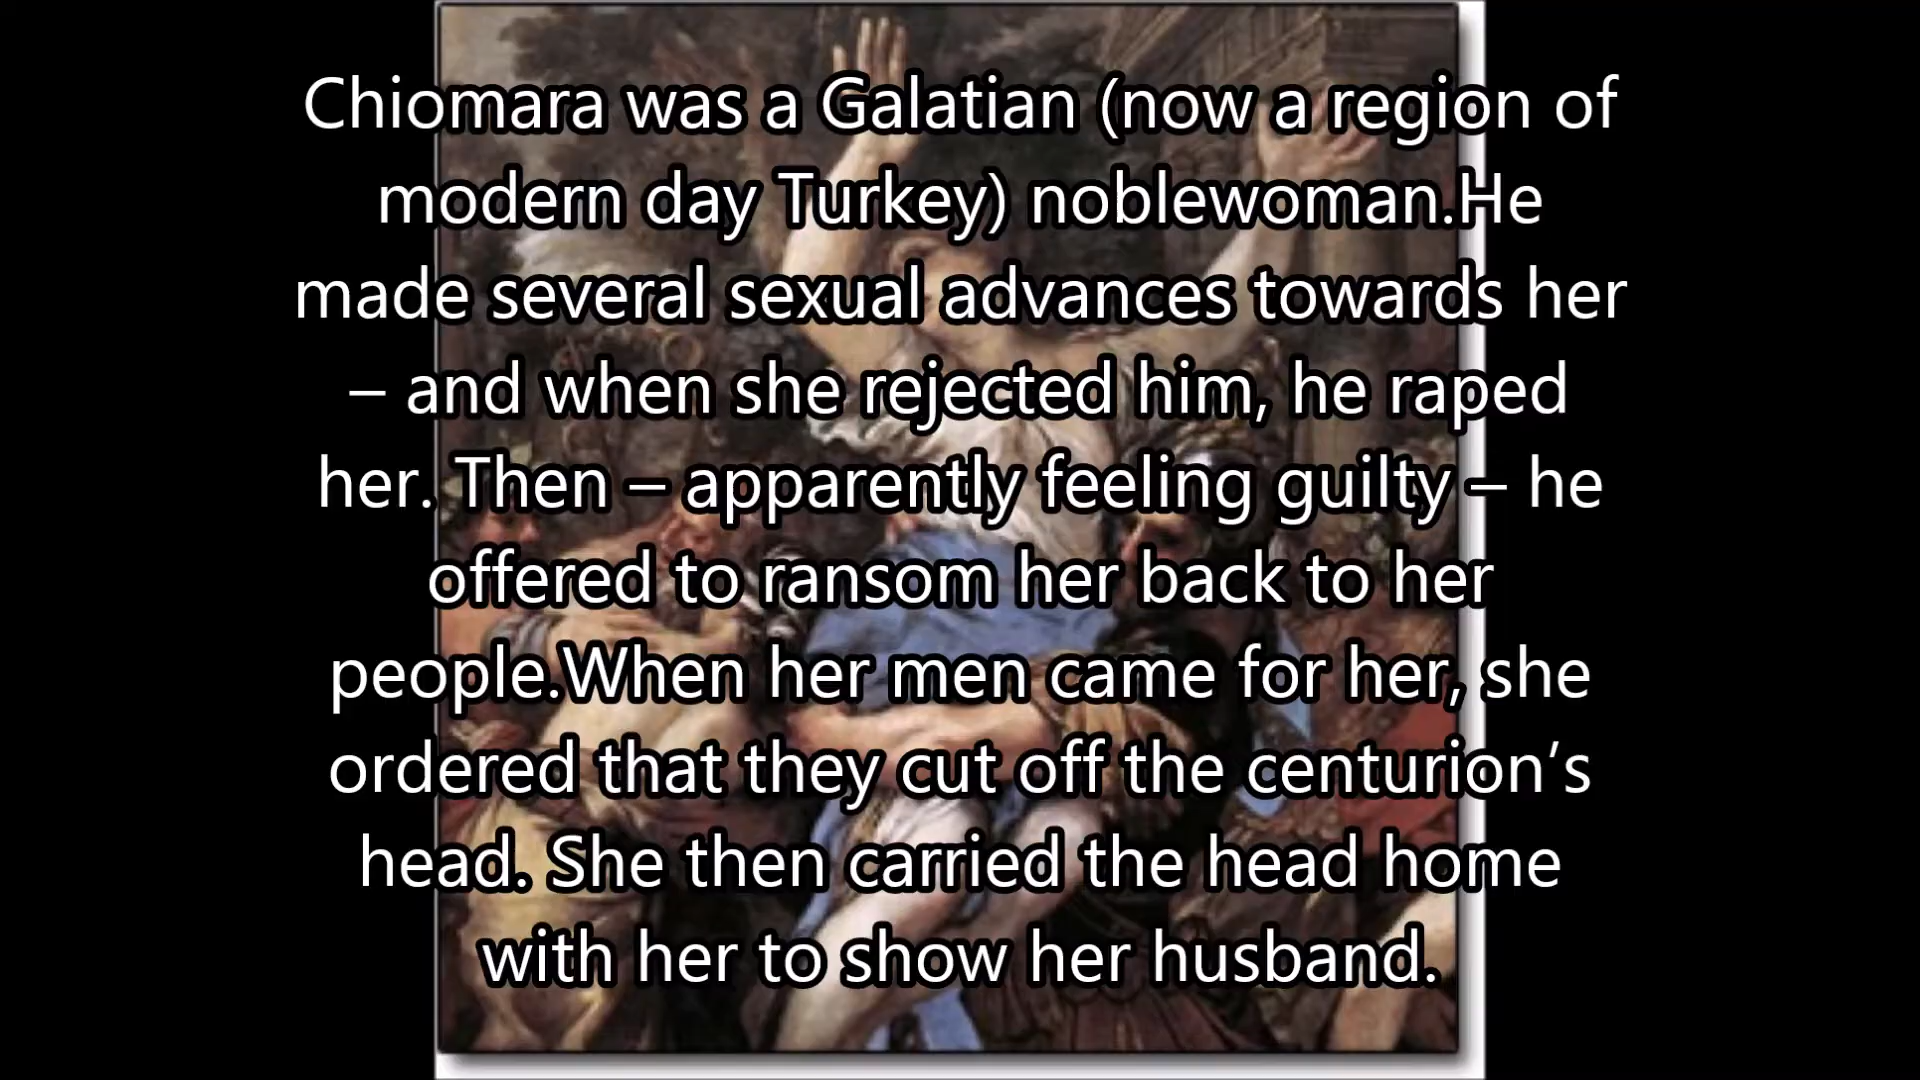 Chiomara was a Galatian (now a region of
modern day Turkey) noblewoman.He
made several sexual advances towards her
– and when she rejected him, he raped
her. Then – apparently feeling guilty – he
offered to ransom her back to her
people.When her men came for her, she
ordered that they cut off the centurion’s
head. She then carried the head home
with her to show her husband.